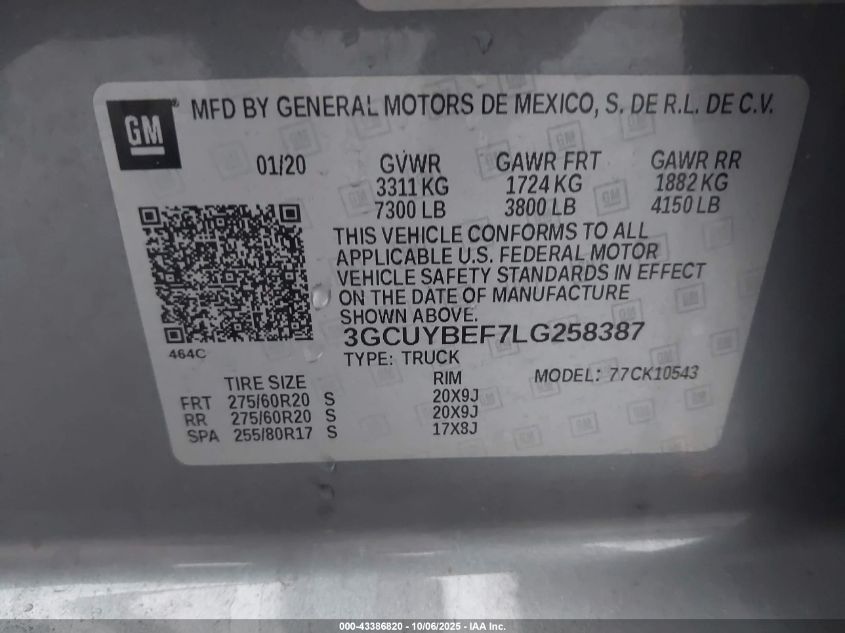 GM ® MFD BY GENERAL MOTORS DE MEXICO, S. DE R.L. DE C.V.
01/20 GVWR GAWR FRT GAWR RR
3311 KG 1724 KG 1882 KG
7300 LB 3800 LB 4150 LB
THIS VEHICLE CONFORMS TO ALL
APPLICABLE U.S. FEDERAL MOTOR
VEHICLE SAFETY STANDARDS IN EFFECT
ON THE DATE OF MANUFACTURE
SHOWN ABOVE.
3GCUYBEF7LG258387
464C TYPE: TRUCK
TIRE SIZE RIM MODEL: 77CK10543
FRT 275/60R20 S 20X9J
RR 275/60R20 S 20X9J
SPA 255/80R17 S 17X8J
000-43386820 - 10/06/2025 - IAA Inc.